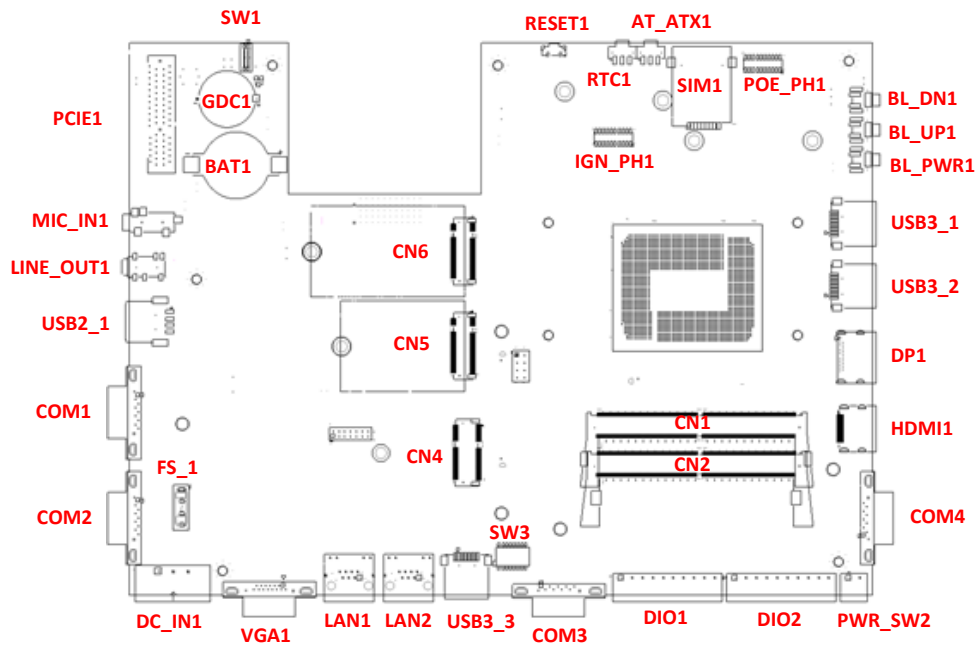 SW1
RESET1
AT_ATX1
RTC1
SIM1
POE_PH1
GDC1
BL_DN1
PCIE1
BL_UP1
IGN_PH1
BAT1
BL_PWR1
MIC_IN1
USB3_1
CN6
LINE_OUT1
USB3_2
USB2_1
CN5
DP1
COM1
CN1
HDMI1
CN4
CN2
FS_1
COM2
COM4
SW3
DC_IN1
VGA1
LAN1
LAN2
USB3_3
COM3
DIO1
DIO2
PWR_SW2